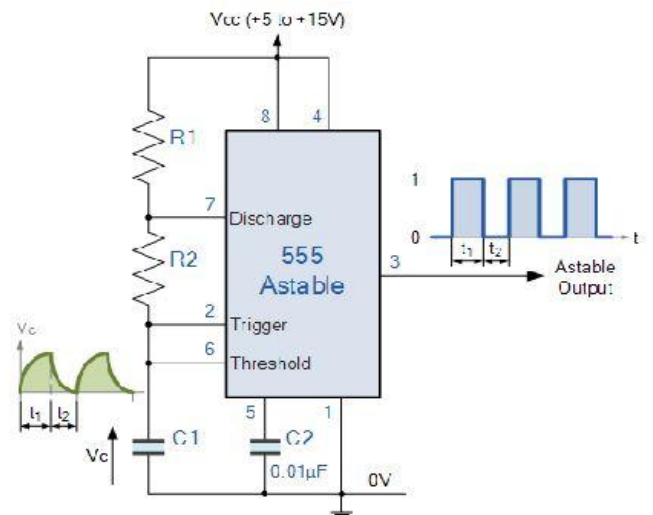 Vcc (+5 to +15V)
8
4
R1
7
Discharge
1
0
t
t₁
t₂
R2
555
Astable
3
Astable
Output
2
Trigger
Vc
6
Threshold
t₁
t₂
5
1
C1
C2
Vc
0.01µF
0V